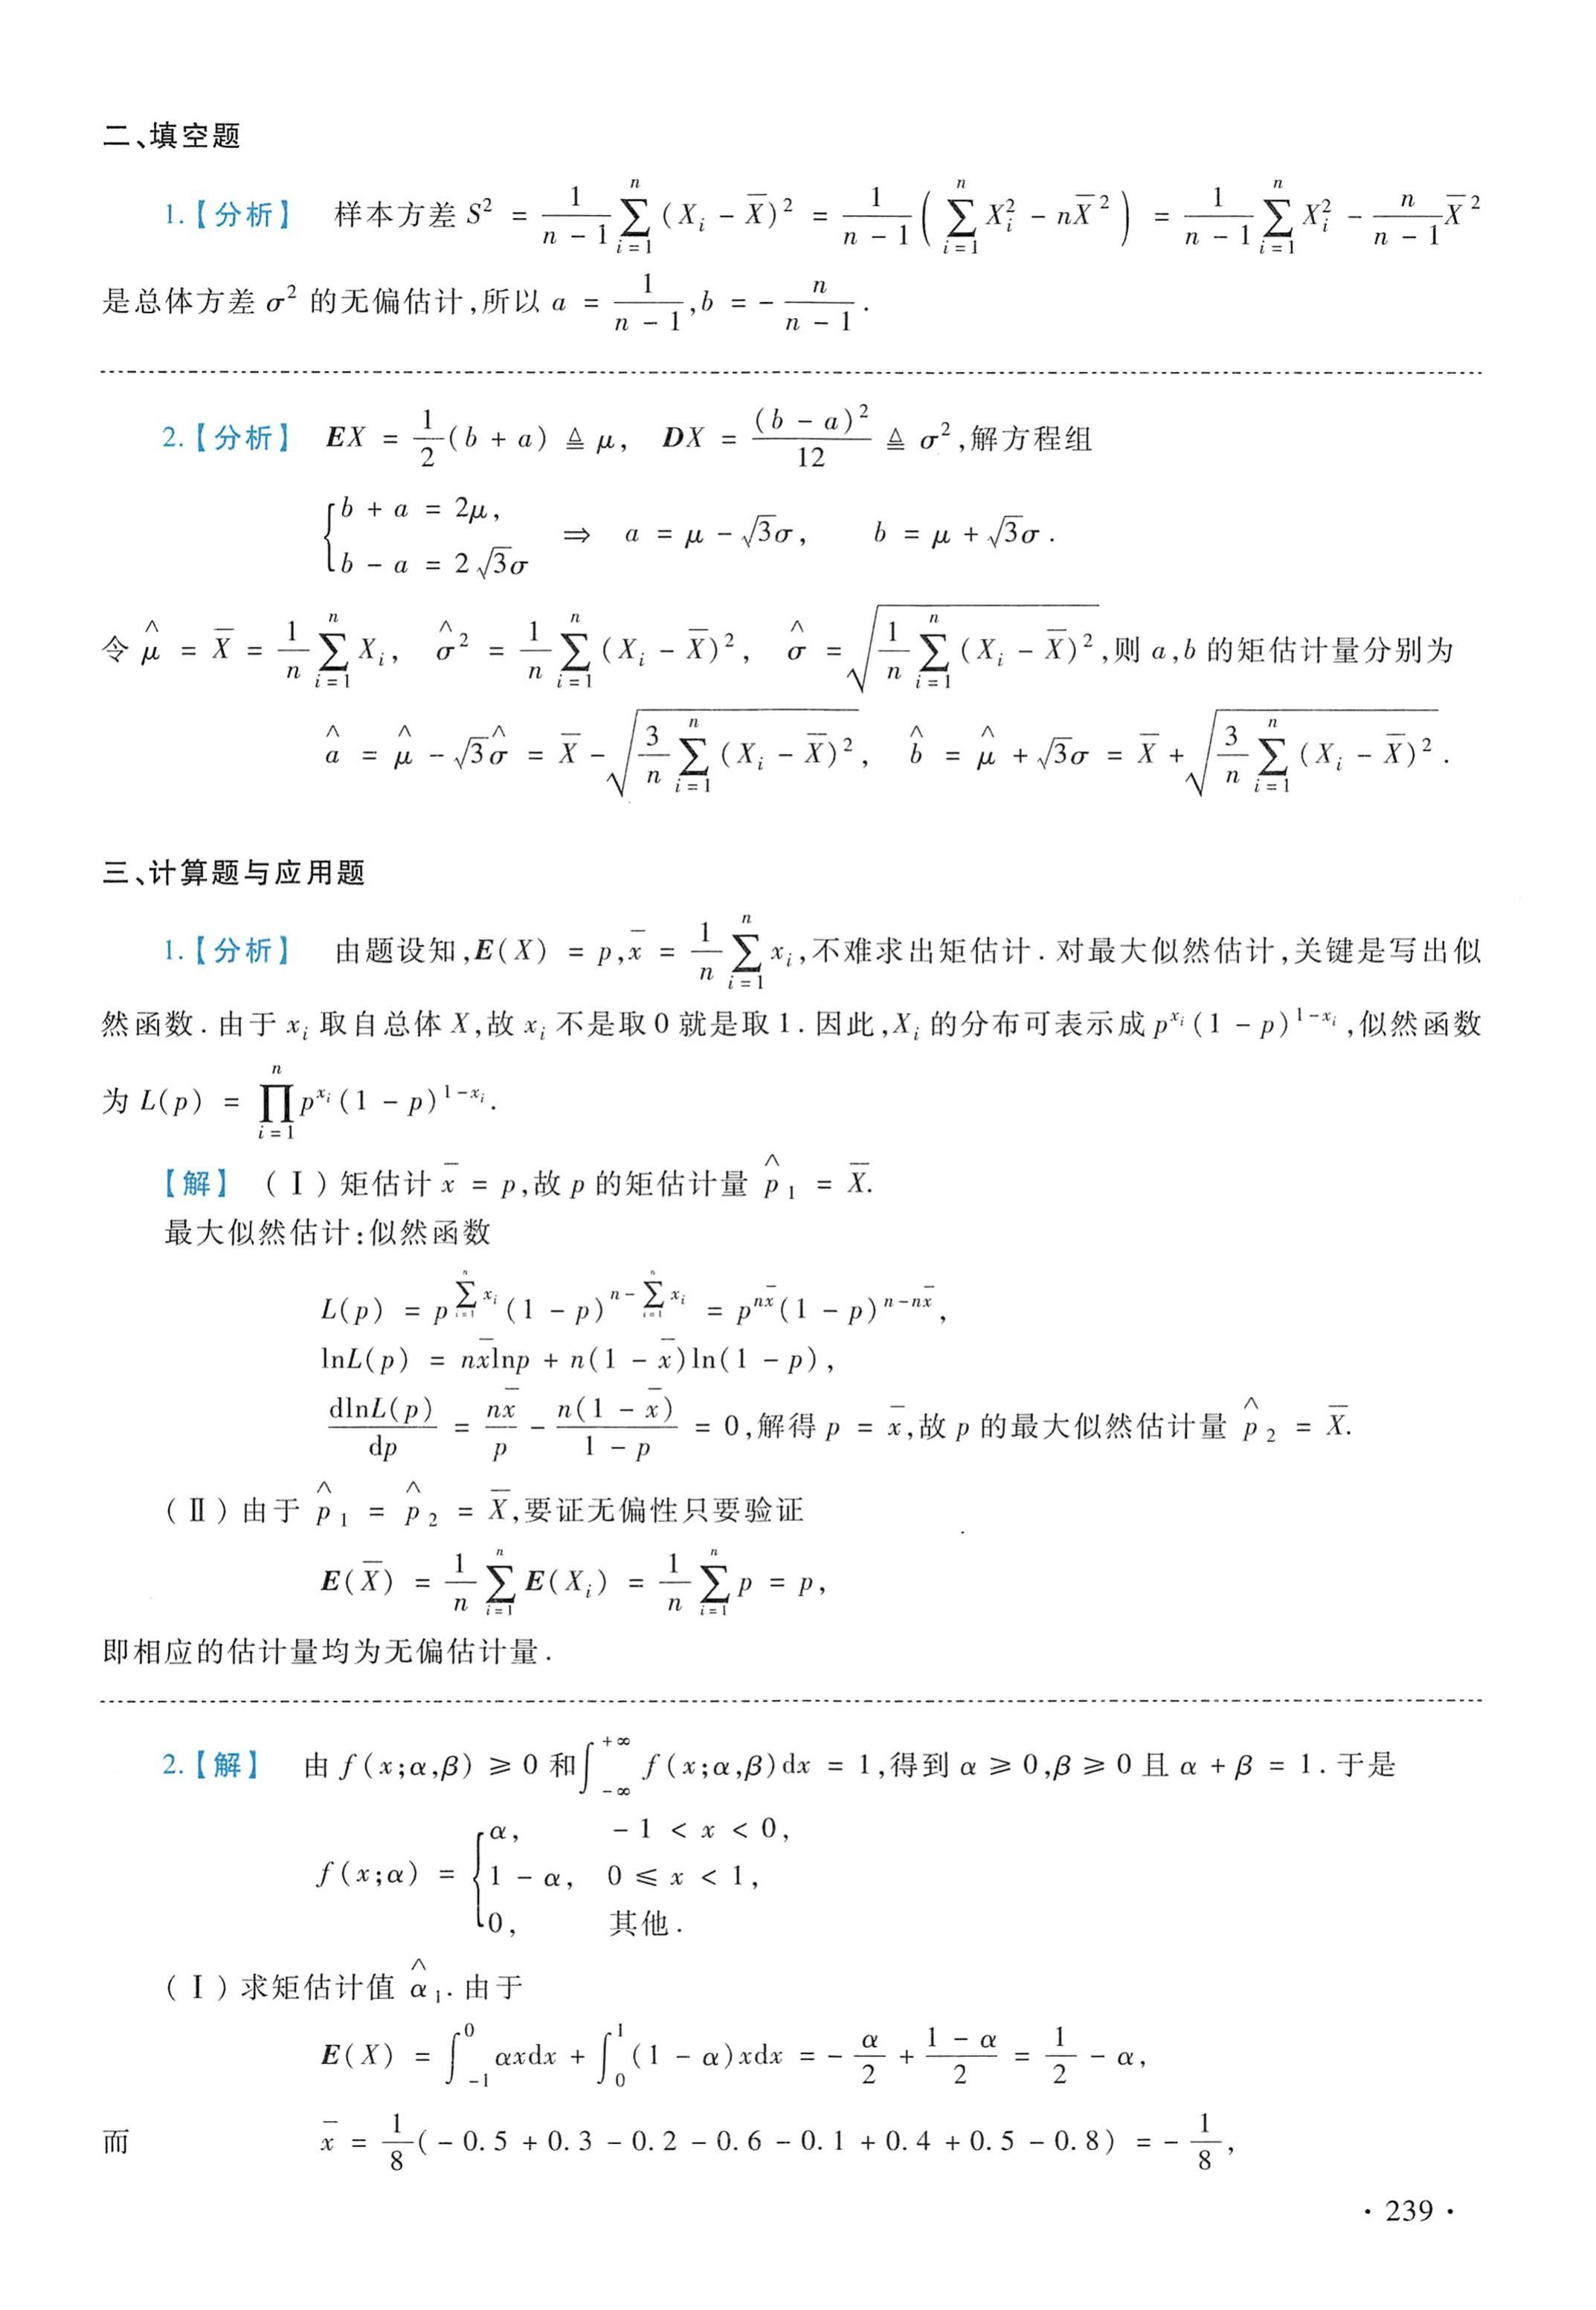 二、填空题
1.【分析】 样本方差 $S^2 = \frac{1}{n-1}\sum_{i=1}^{n}(X_i - \overline{X})^2 = \frac{1}{n-1}\left(\sum_{i=1}^{n}X_i^2 - n\overline{X}^2\right) = \frac{1}{n-1}\sum_{i=1}^{n}X_i^2 - \frac{n}{n-1}\overline{X}^2$
是总体方差 $\sigma^2$ 的无偏估计,所以 $a = \frac{1}{n-1}, b = -\frac{n}{n-1}$.
2.【分析】 $EX = \frac{1}{2}(b+a) \triangleq \mu, \quad DX = \frac{(b-a)^2}{12} \triangleq \sigma^2$,解方程组
$\begin{cases} b+a = 2\mu, \\ b-a = 2\sqrt{3}\sigma \end{cases} \Rightarrow a = \mu - \sqrt{3}\sigma, \quad b = \mu + \sqrt{3}\sigma.$
令 $\hat{\mu} = \overline{X} = \frac{1}{n}\sum_{i=1}^{n}X_i, \quad \hat{\sigma}^2 = \frac{1}{n}\sum_{i=1}^{n}(X_i - \overline{X})^2, \quad \hat{\sigma} = \sqrt{\frac{1}{n}\sum_{i=1}^{n}(X_i - \overline{X})^2}$,则 $a,b$ 的矩估计量分别为
$\hat{a} = \hat{\mu} - \sqrt{3}\hat{\sigma} = \overline{X} - \sqrt{\frac{3}{n}\sum_{i=1}^{n}(X_i - \overline{X})^2}, \quad \hat{b} = \hat{\mu} + \sqrt{3}\sigma = \overline{X} + \sqrt{\frac{3}{n}\sum_{i=1}^{n}(X_i - \overline{X})^2}.$
三、计算题与应用题
1.【分析】 由题设知,$E(X) = p, \overline{x} = \frac{1}{n}\sum_{i=1}^{n}x_i$,不难求出矩估计.对最大似然估计,关键是写出似
然函数.由于 $x_i$ 取自总体 $X$,故 $x_i$ 不是取0就是取1.因此,$X_i$ 的分布可表示成 $p^{x_i}(1-p)^{1-x_i}$,似然函数
为 $L(p) = \prod_{i=1}^{n}p^{x_i}(1-p)^{1-x_i}$.
【解】 (Ⅰ)矩估计 $\overline{x} = p$,故 $p$ 的矩估计量 $\hat{p}_1 = \overline{X}$.
最大似然估计:似然函数
$L(p) = p^{\sum_{i=1}^{n}x_i}(1-p)^{n-\sum_{i=1}^{n}x_i} = p^{n\overline{x}}(1-p)^{n-n\overline{x}},$
$\ln L(p) = n\overline{x}\ln p + n(1-\overline{x})\ln(1-p),$
$\frac{d\ln L(p)}{dp} = \frac{n\overline{x}}{p} - \frac{n(1-\overline{x})}{1-p} = 0$,解得 $p = \overline{x}$,故 $p$ 的最大似然估计量 $\hat{p}_2 = \overline{X}$.
(Ⅱ)由于 $\hat{p}_1 = \hat{p}_2 = \overline{X}$,要证无偏性只要验证
$E(\overline{X}) = \frac{1}{n}\sum_{i=1}^{n}E(X_i) = \frac{1}{n}\sum_{i=1}^{n}p = p,$
即相应的估计量均为无偏估计量.
2.【解】 由 $f(x;\alpha,\beta) \geqslant 0$ 和 $\int_{-\infty}^{+\infty}f(x;\alpha,\beta)dx = 1$,得到 $\alpha \geqslant 0, \beta \geqslant 0$ 且 $\alpha + \beta = 1$.于是
$f(x;\alpha) = \begin{cases} \alpha, & -1 < x < 0, \\ 1-\alpha, & 0 \leqslant x < 1, \\ 0, & 其他. \end{cases}$
(Ⅰ)求矩估计值 $\hat{\alpha}_1$.由于
$E(X) = \int_{-1}^{0}\alpha xdx + \int_{0}^{1}(1-\alpha)xdx = -\frac{\alpha}{2} + \frac{1-\alpha}{2} = \frac{1}{2} - \alpha,$
而 $\overline{x} = \frac{1}{8}(-0.5+0.3-0.2-0.6-0.1+0.4+0.5-0.8) = -\frac{1}{8},$
· 239 ·